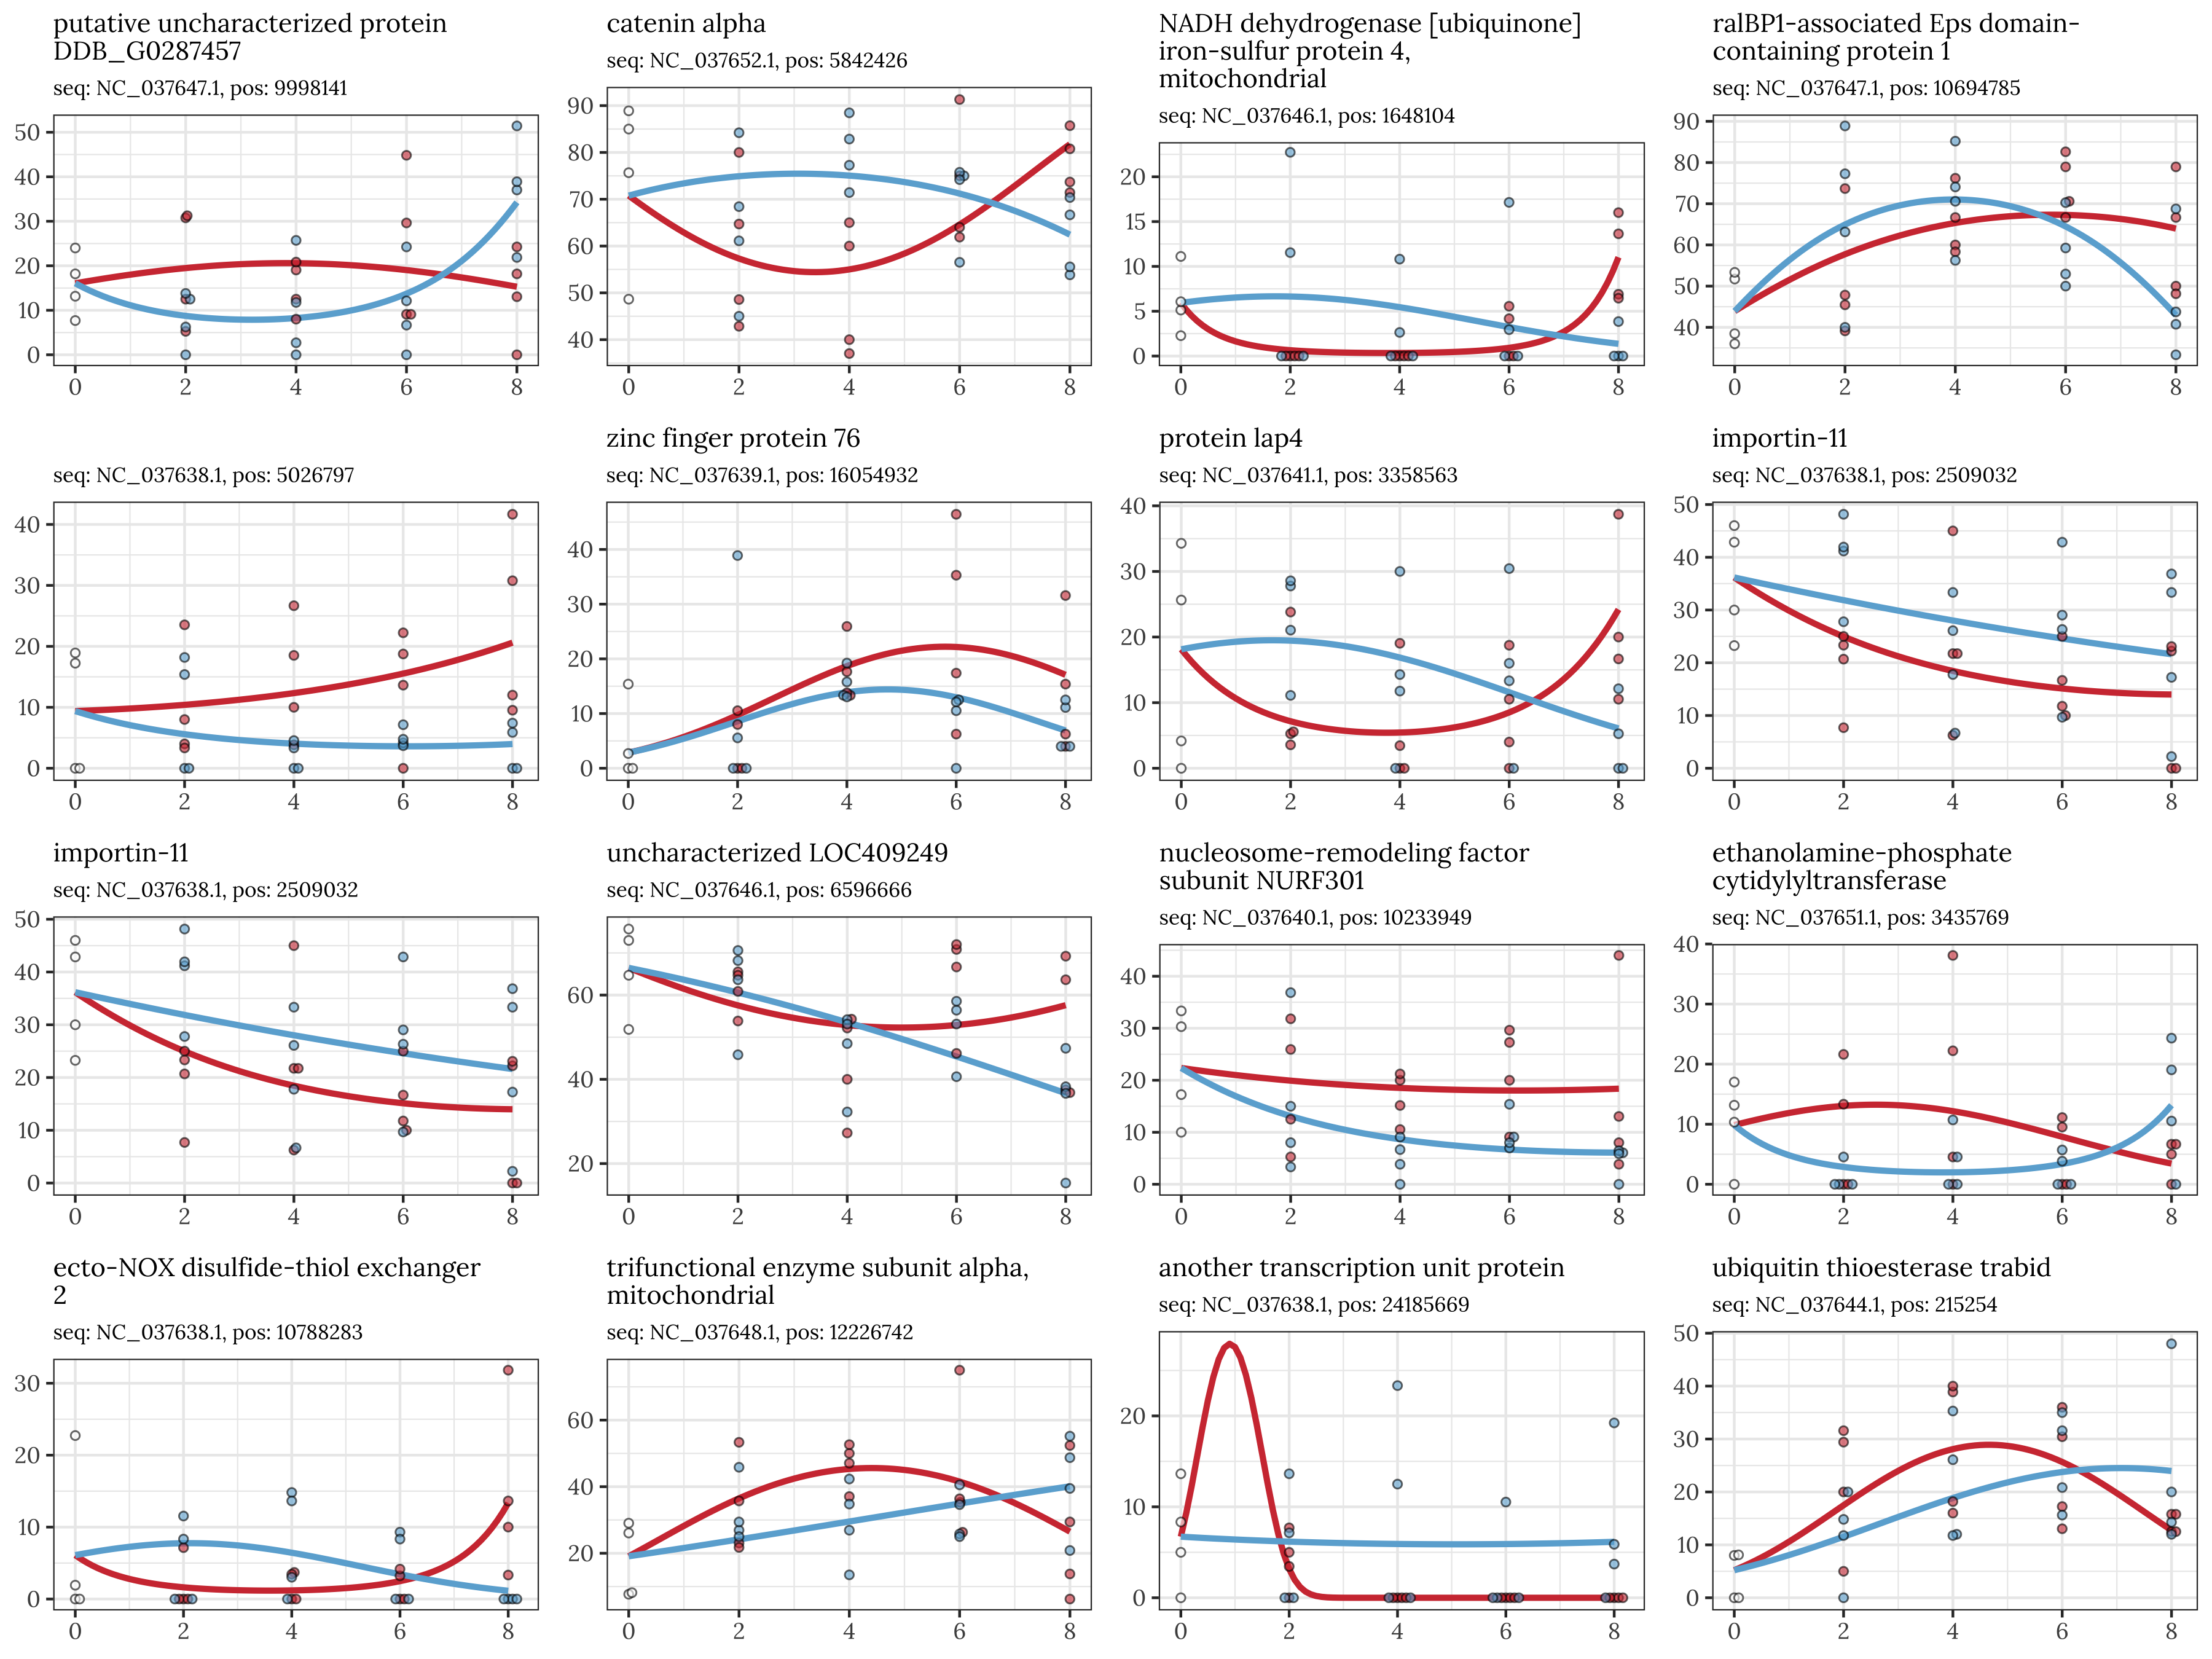 putative uncharacterized protein
DDB_G0287457
seq: NC_037647.1, pos: 9998141
50
40
30
20
10
0
0 2 4 6 8
catenin alpha
seq: NC_037652.1, pos: 5842426
90
80
70
60
50
40
0 2 4 6 8
NADH dehydrogenase [ubiquinone]
iron-sulfur protein 4,
mitochondrial
seq: NC_037646.1, pos: 1648104
20
15
10
5
0
0 2 4 6 8
ralBP1-associated Eps domain-
containing protein 1
seq: NC_037647.1, pos: 10694785
90
80
70
60
50
40
0 2 4 6 8
seq: NC_037638.1, pos: 5026797
40
30
20
10
0
0 2 4 6 8
zinc finger protein 76
seq: NC_037639.1, pos: 16054932
40
30
20
10
0
0 2 4 6 8
protein lap4
seq: NC_037641.1, pos: 3358563
40
30
20
10
0
0 2 4 6 8
importin-11
seq: NC_037638.1, pos: 2509032
50
40
30
20
10
0
0 2 4 6 8
importin-11
seq: NC_037638.1, pos: 2509032
50
40
30
20
10
0
0 2 4 6 8
uncharacterized LOC409249
seq: NC_037646.1, pos: 6596666
60
40
20
0 2 4 6 8
nucleosome-remodeling factor
subunit NURF301
seq: NC_037640.1, pos: 10233949
40
30
20
10
0
0 2 4 6 8
ethanolamine-phosphate
cytidylyltransferase
seq: NC_037651.1, pos: 3435769
40
30
20
10
0
0 2 4 6 8
ecto-NOX disulfide-thiol exchanger
2
seq: NC_037638.1, pos: 10788283
30
20
10
0
0 2 4 6 8
trifunctional enzyme subunit alpha,
mitochondrial
seq: NC_037648.1, pos: 12226742
60
40
20
0 2 4 6 8
another transcription unit protein
seq: NC_037638.1, pos: 24185669
20
10
0
0 2 4 6 8
ubiquitin thioesterase trabid
seq: NC_037644.1, pos: 215254
50
40
30
20
10
0
0 2 4 6 8